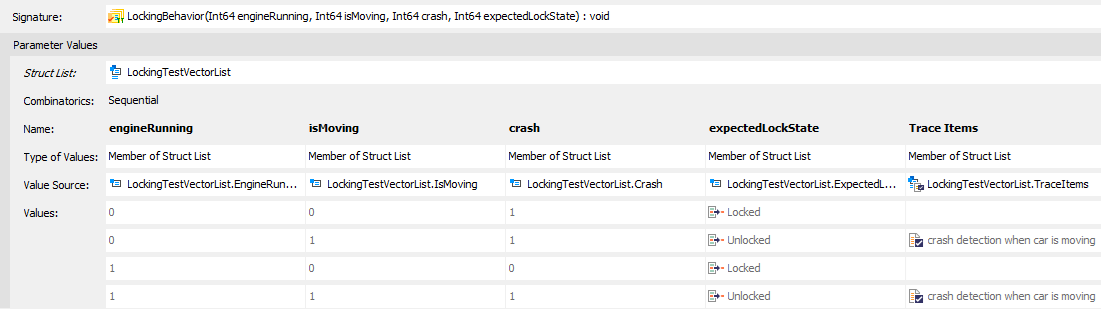 Signature: LockingBehavior(Int64 engineRunning, Int64 isMoving, Int64 crash, Int64 expectedLockState) : void
Parameter Values
Struct List: LockingTestVectorList
Combinatorics: Sequential
Name: engineRunning isMoving crash expectedLockState Trace Items
Type of Values: Member of Struct List Member of Struct List Member of Struct List Member of Struct List Member of Struct List
Value Source: LockingTestVectorList.EngineRun... LockingTestVectorList.IsMoving LockingTestVectorList.Crash LockingTestVectorList.ExpectedL... LockingTestVectorList.TraceItems
Values: 0 0 1 Locked
0 1 1 Unlocked crash detection when car is moving
1 0 0 Locked
1 1 1 Unlocked crash detection when car is moving